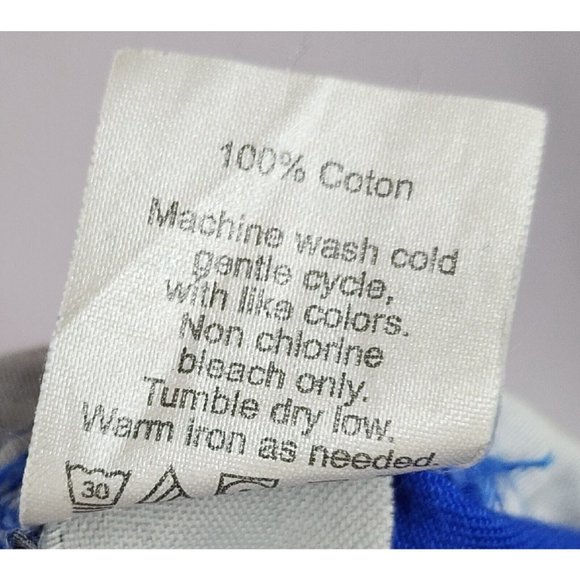 100% Coton
Machine wash cold
gentle cycle,
with like colors.
Non chlorine
bleach only.
Tumble dry low.
Warm iron as needed.
30